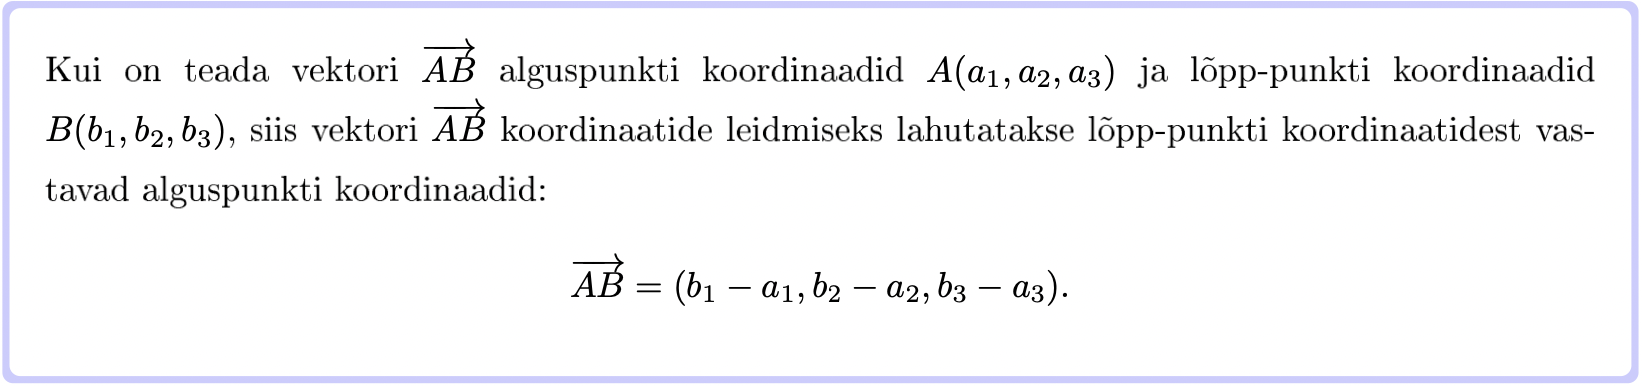 Kui on teada vektori $\overrightarrow{AB}$ alguspunkti koordinaadid $A(a_1, a_2, a_3)$ ja lõpp-punkti koordinaadid
$B(b_1, b_2, b_3)$, siis vektori $\overrightarrow{AB}$ koordinaatide leidmiseks lahutatakse lõpp-punkti koordinaatidest vas-
tavad alguspunkti koordinaadid:
$\overrightarrow{AB} = (b_1 - a_1, b_2 - a_2, b_3 - a_3).$